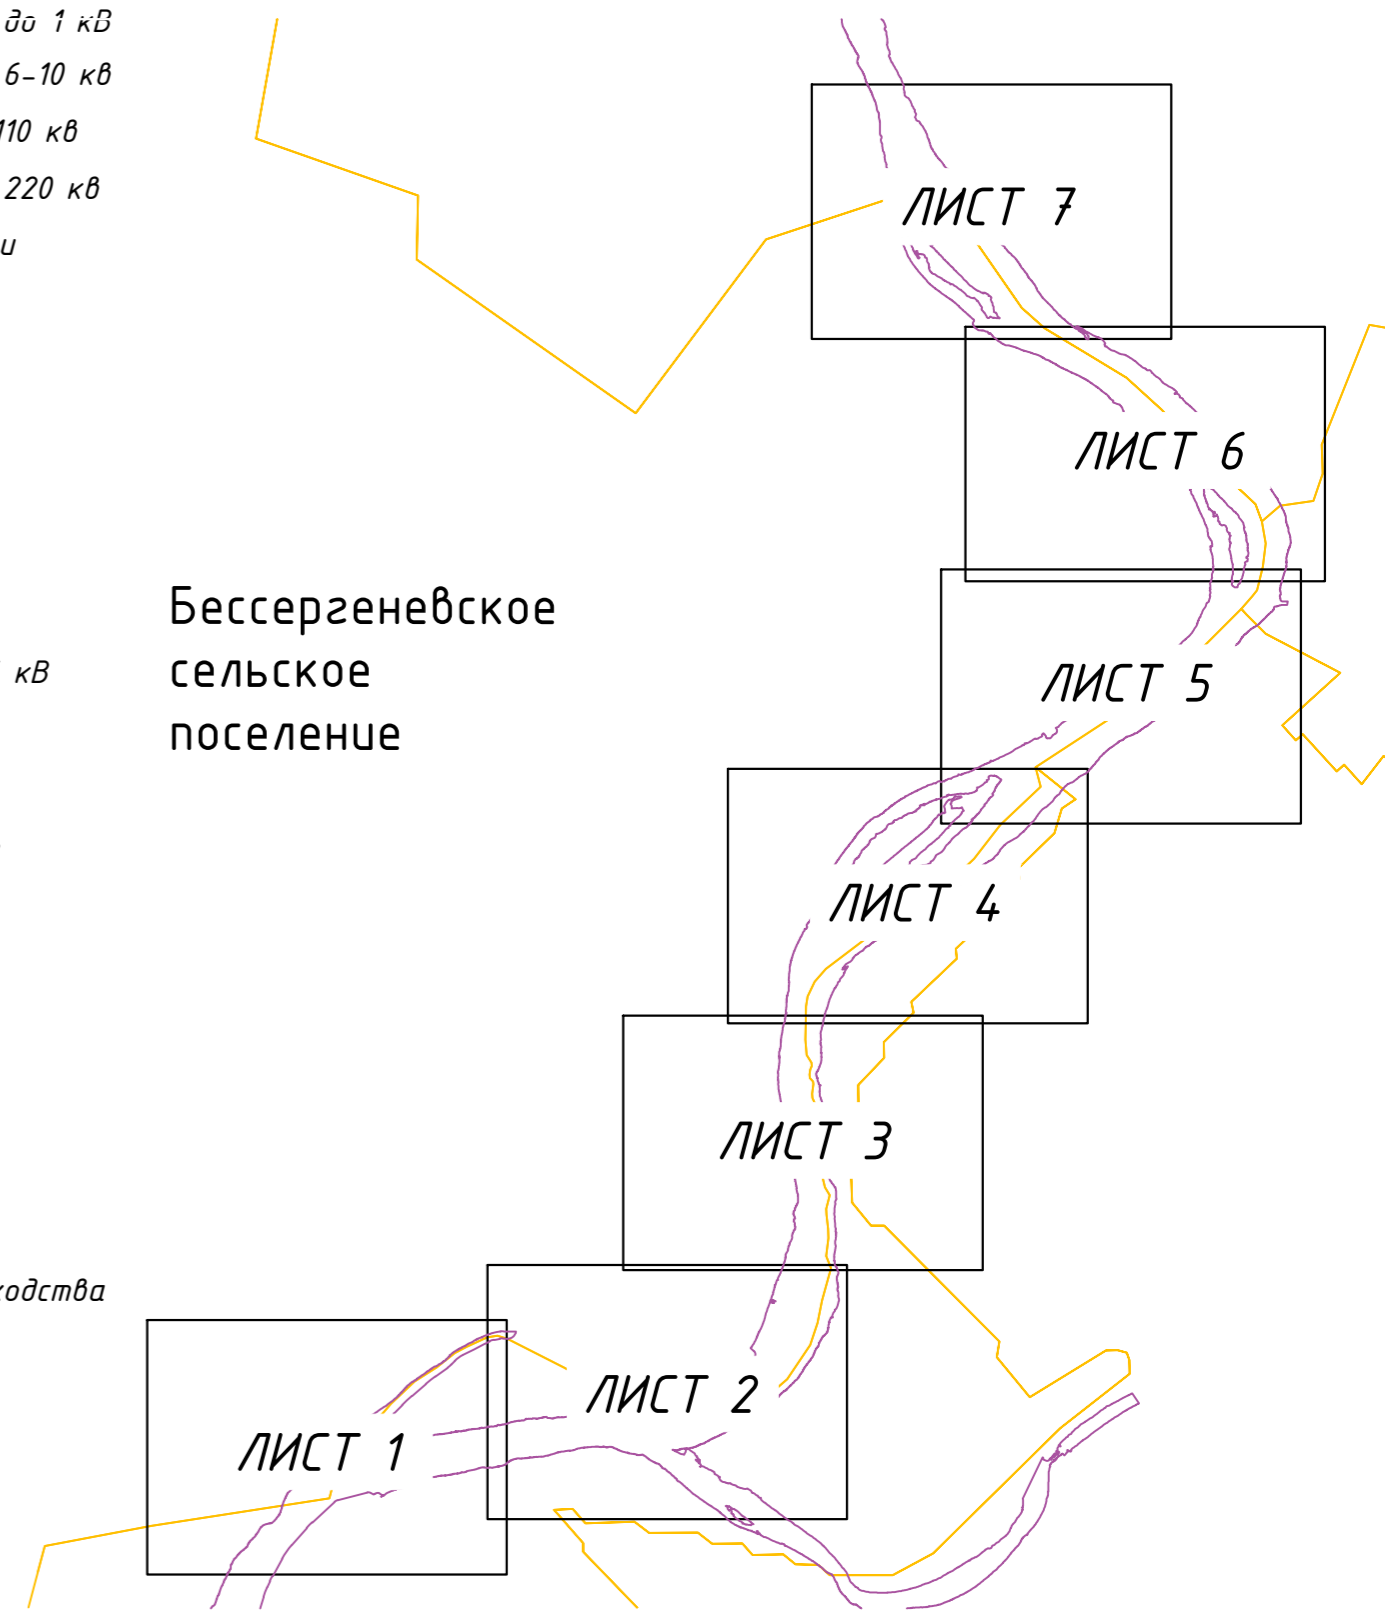 до 1 кВ
6-10 кв
110 кв
220 кв
и
ЛИСТ 7
ЛИСТ 6
Бессергеневское
сельское
поселение
кВ
ЛИСТ 5
ЛИСТ 4
ЛИСТ 3
ЛИСТ 2
ЛИСТ 1